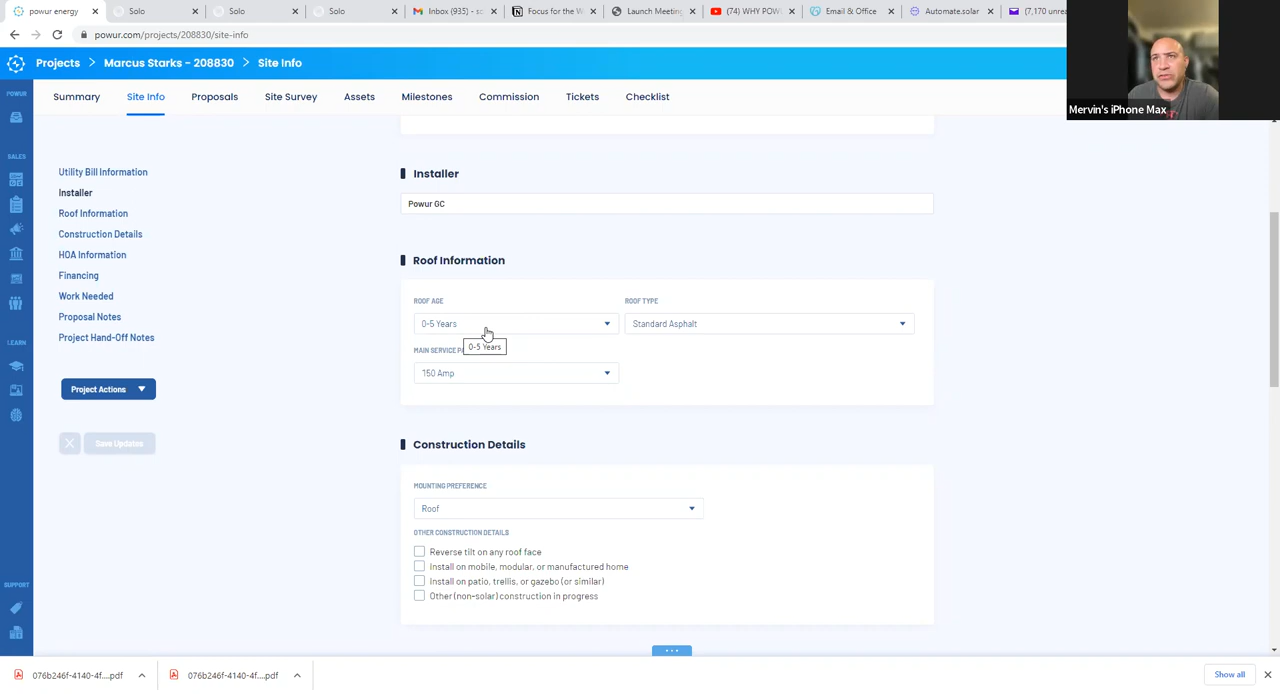 powur energy
Solo
Solo
Solo
Inbox (935) - sc
Focus for the W
Launch Meeting
(74) WHY POW
Email & Office
Automate.solar
(7,170 unre
powur.com/projects/208830/site-info
Projects > Marcus Starks - 208830 > Site Info
Mervin's iPhone Max
POWUR
Summary
Site Info
Proposals
Site Survey
Assets
Milestones
Commission
Tickets
Checklist
SALES
Utility Bill Information
Installer
Roof Information
Construction Details
HOA Information
Financing
Work Needed
Proposal Notes
Project Hand-Off Notes
LEARN
Project Actions
Save Updates
SUPPORT
Installer
Powur GC
Roof Information
ROOF AGE
ROOF TYPE
0-5 Years
Standard Asphalt
0-5 Years
MAIN SERVICE PA
150 Amp
Construction Details
MOUNTING PREFERENCE
Roof
OTHER CONSTRUCTION DETAILS
Reverse tilt on any roof face
Install on mobile, modular, or manufactured home
Install on patio, trellis, or gazebo (or similar)
Other (non-solar) construction in progress
076b246f-4140-4f....pdf
076b246f-4140-4f....pdf
Show all